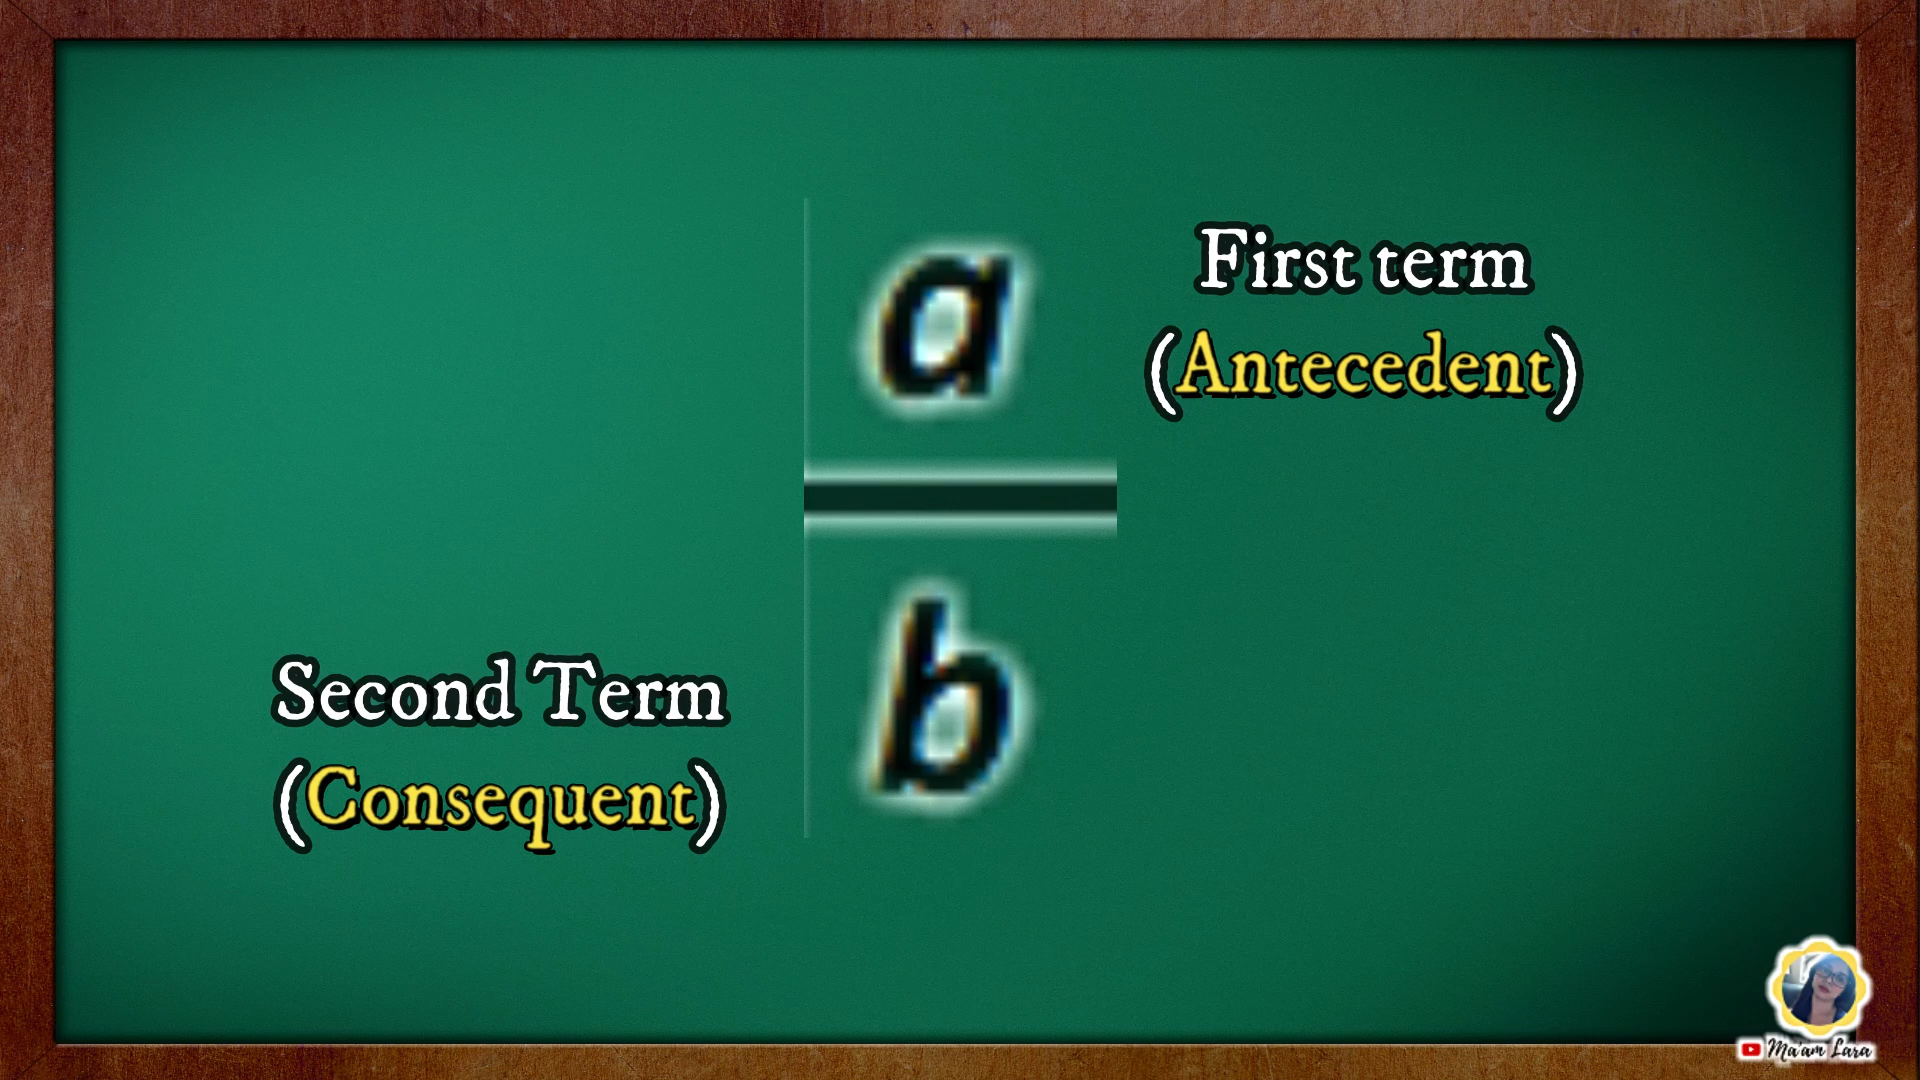 a
First term
(Antecedent)
b
Second Term
(Consequent)
Ma'am Lara